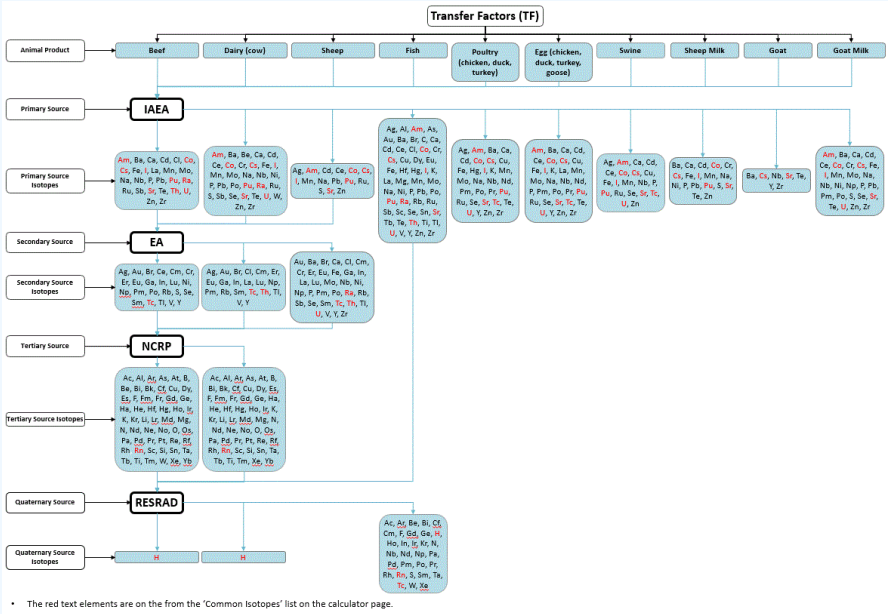 Transfer Factors (TF)
Animal Product
Beef
Dairy (cow)
Sheep
Fish
Poultry
(chicken, duck,
turkey)
Egg (chicken,
duck, turkey,
goose)
Swine
Sheep Milk
Goat
Goat Milk
Primary Source
IAEA
Primary Source
Isotopes
Am, Ba, Ca, Cd, Cl, Co,
Cs, Fe, I, La, Mn, Mo,
Na, Nb, P, Pb, Pu, Ra,
Ru, Sb, Sr, Te, Th, U,
Zn, Zr
Am, Ba, Be, Ca, Cd,
Ce, Co, Cr, Cs, Fe, I,
Mn, Mo, Na, Nb, Ni,
P, Pb, Po, Pu, Ra, Ru,
S, Sb, Se, Sr, Te, U, W,
Zn, Zr
Ag, Am, Cd, Ce, Co, Cs,
I, Mn, Na, Pb, Pu, Ru,
S, Sr, Zn
Ag, Al, Am, As,
Au, Ba, Br, C, Ca,
Cd, Ce, Cl, Co, Cr,
Cs, Cu, Dy, Eu,
Fe, Hf, Hg, I, K,
La, Mg, Mn, Mo,
Na, Ni, P, Pb, Po,
Pu, Ra, Rb, Ru,
Sb, Sc, Se, Sn, Sr,
Tb, Te, Th, Ti, Tl,
U, V, Y, Zn, Zr
Ag, Am, Ba, Ca,
Cd, Co, Cs, Cu,
Fe, Hg, I, K, Mn,
Mo, Na, Nb, Nd,
Pm, Po, Pr, Pu,
Ru, Se, Sr, Tc, Te,
U, Y, Zn, Zr
Am, Ba, Ca, Cd,
Ce, Co, Cs, Cu,
Fe, I, K, La, Mn,
Mo, Na, Nb, Nd,
P, Pm, Po, Pr, Pu,
Ru, Se, Sr, Tc, Te,
U, Y, Zn, Zr
Ag, Am, Ca, Cd,
Ce, Co, Cs, Cu,
Fe, I, Mn, Nb, P,
Pu, Ru, Se, Sr, Tc,
U, Zn
Ba, Ca, Cd, Co, Cr,
Cs, Fe, I, Mn, Na,
Ni, P, Pb, Pu, S, Sr,
Te, Zn
Ba, Cs, Nb, Sr, Te,
Y, Zr
Am, Ba, Ca, Cd,
Ce, Co, Cr, Cs, Fe,
I, Mn, Mo, Na,
Nb, Ni, P, Pb,
Pm, Po, S, Se, Sr,
Te, U, Zn, Zr
Secondary Source
EA
Secondary Source
Isotopes
Ag, Au, Br, Ce, Cm, Cr,
Er, Eu, Ga, In, Lu, Ni,
Np, Pm, Po, Rb, S, Se,
Sm, Tc, Tl, V, Y
Ag, Au, Br, Cl, Cm, Er,
Eu, Ga, In, La, Lu, Np,
Pm, Rb, Sm, Tc, Th, Tl,
V, Y
Au, Ba, Br, Ca, Cl, Cm,
Cr, Er, Eu, Fe, Ga, In,
La, Lu, Mo, Nb, Ni,
Np, P, Pm, Po, Ra, Rb,
Sb, Se, Sm, Tc, Th, Tl,
U, V, Y, Zr
Tertiary Source
NCRP
Tertiary Source Isotopes
Ac, Al, Ar, As, At, B,
Be, Bi, Bk, Cf, Cu, Dy,
Es, F, Fm, Fr, Gd, Ge,
Ha, He, Hf, Hg, Ho, Ir,
K, Kr, Li, Lr, Md, Mg,
N, Nd, Ne, No, O, Os,
Pa, Pd, Pr, Pt, Re, Rf,
Rh, Rn, Sc, Si, Sn, Ta,
Tb, Ti, Tm, W, Xe, Yb
Ac, Al, Ar, As, At, B,
Bi, Bk, Cf, Cu, Dy, Es,
F, Fm, Fr, Gd, Ge, Ha,
He, Hf, Hg, Ho, Ir, K,
Kr, Li, Lr, Md, Mg, N,
Nd, Ne, No, O, Os,
Pa, Pd, Pr, Pt, Re, Rf,
Rh, Rn, Sc, Si, Sn, Ta,
Tb, Ti, Tm, Xe, Yb
Quaternary Source
RESRAD
Quaternary Source
Isotopes
H
H
Ac, Ar, Be, Bi, Cf,
Cm, F, Gd, Ge, H,
Ho, In, Ir, Kr, N,
Nb, Nd, Np, Pa,
Pd, Pm, Po, Pr,
Rh, Rn, S, Sm, Ta,
Tc, W, Xe
• The red text elements are on the from the 'Common Isotopes' list on the calculator page.